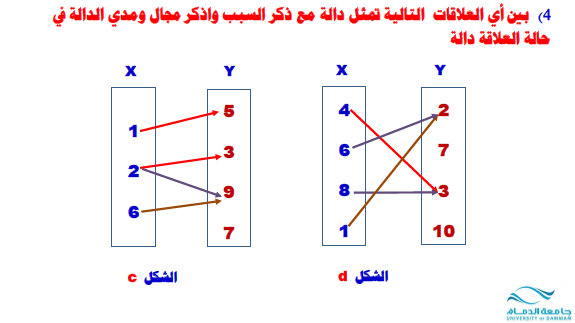 4) بين أي العلاقات التالية تمثل دالة مع ذكر السبب واذكر مجال ومدي الدالة في
حالة العلاقة دالة
X Y X Y
1 5 4 2
2 3 6 7
6 9 8 3
7 1 10
الشكل c الشكل d
جامعة الدمام
UNIVERSITY of DAMMAM